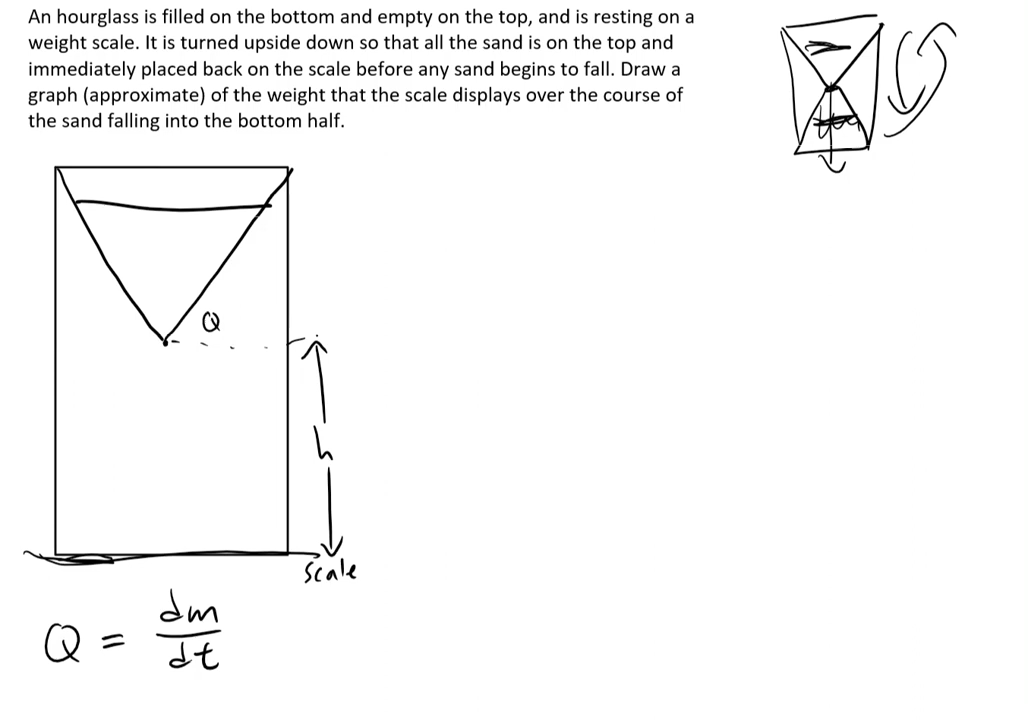 An hourglass is filled on the bottom and empty on the top, and is resting on a
weight scale. It is turned upside down so that all the sand is on the top and
immediately placed back on the scale before any sand begins to fall. Draw a
graph (approximate) of the weight that the scale displays over the course of
the sand falling into the bottom half.
Q
h
Scale
Q = dm
dt